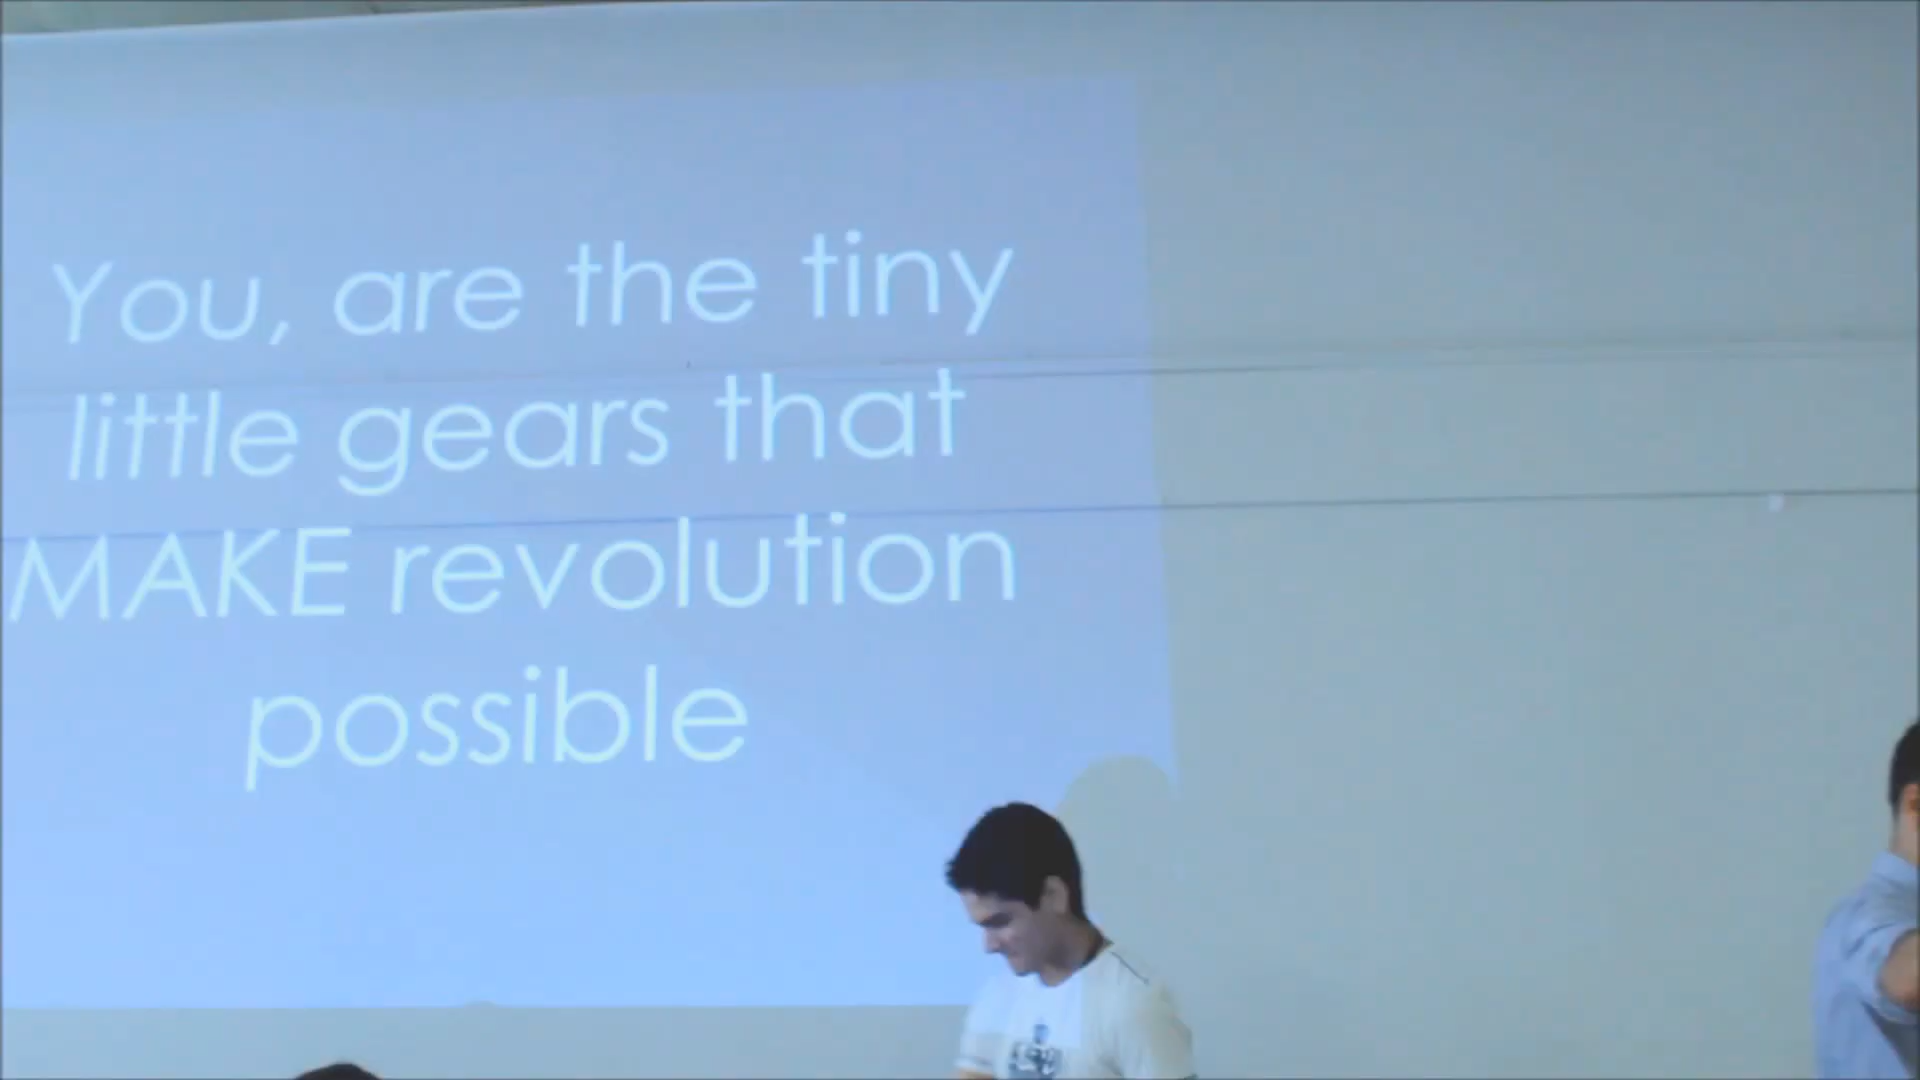 You, are the tiny
little gears that
MAKE revolution
possible